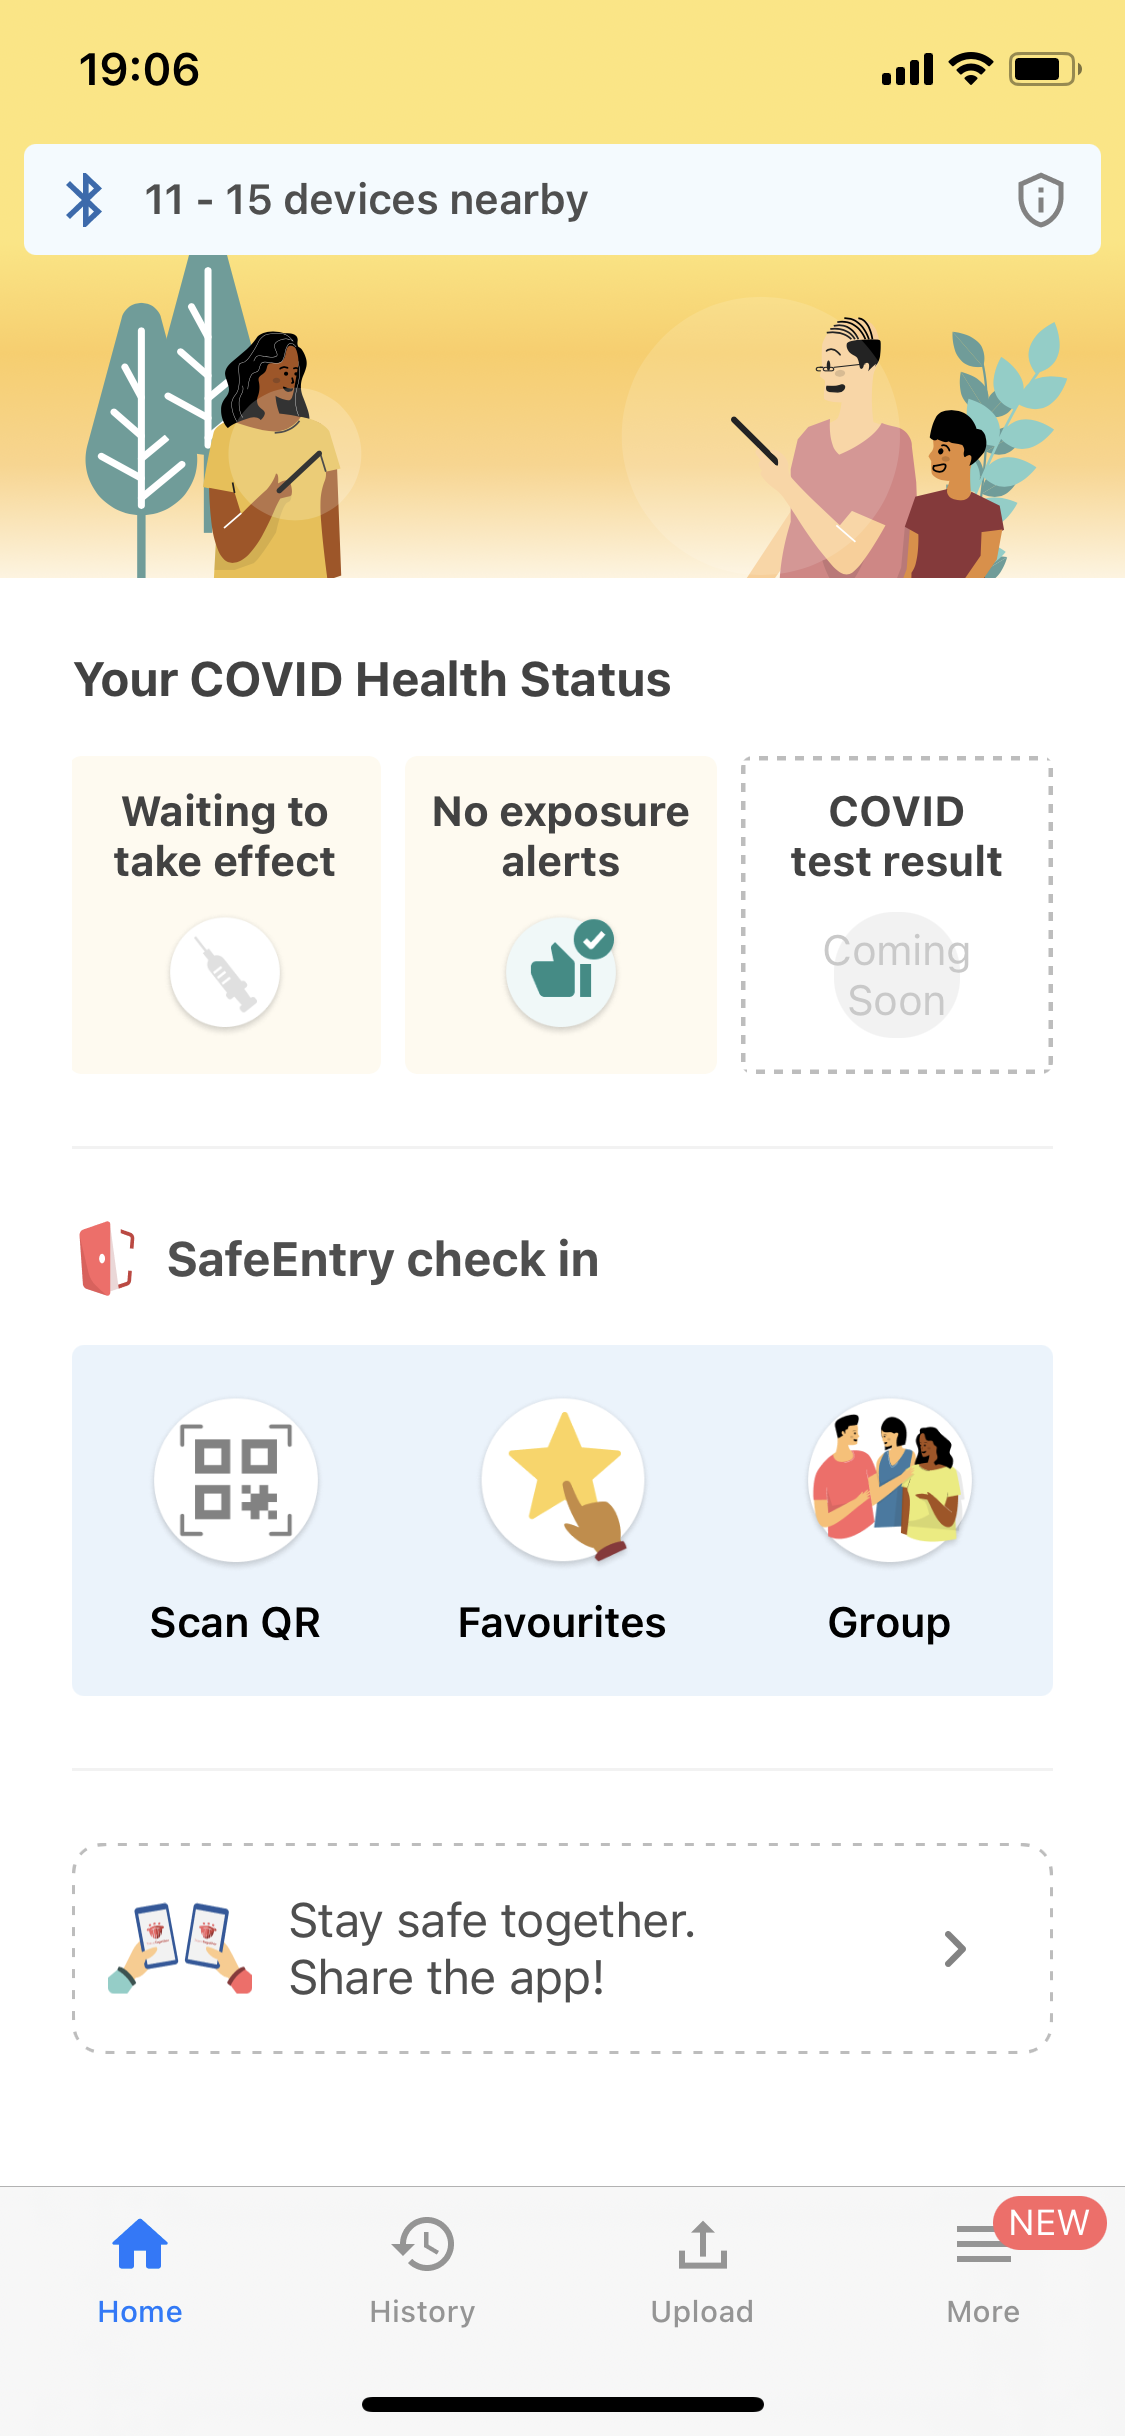 19:06
11 - 15 devices nearby
Your COVID Health Status
Waiting to
take effect
No exposure
alerts
COVID
test result
Coming
Soon
SafeEntry check in
Scan QR
Favourites
Group
Stay safe together.
Share the app!
NEW
Home
History
Upload
More